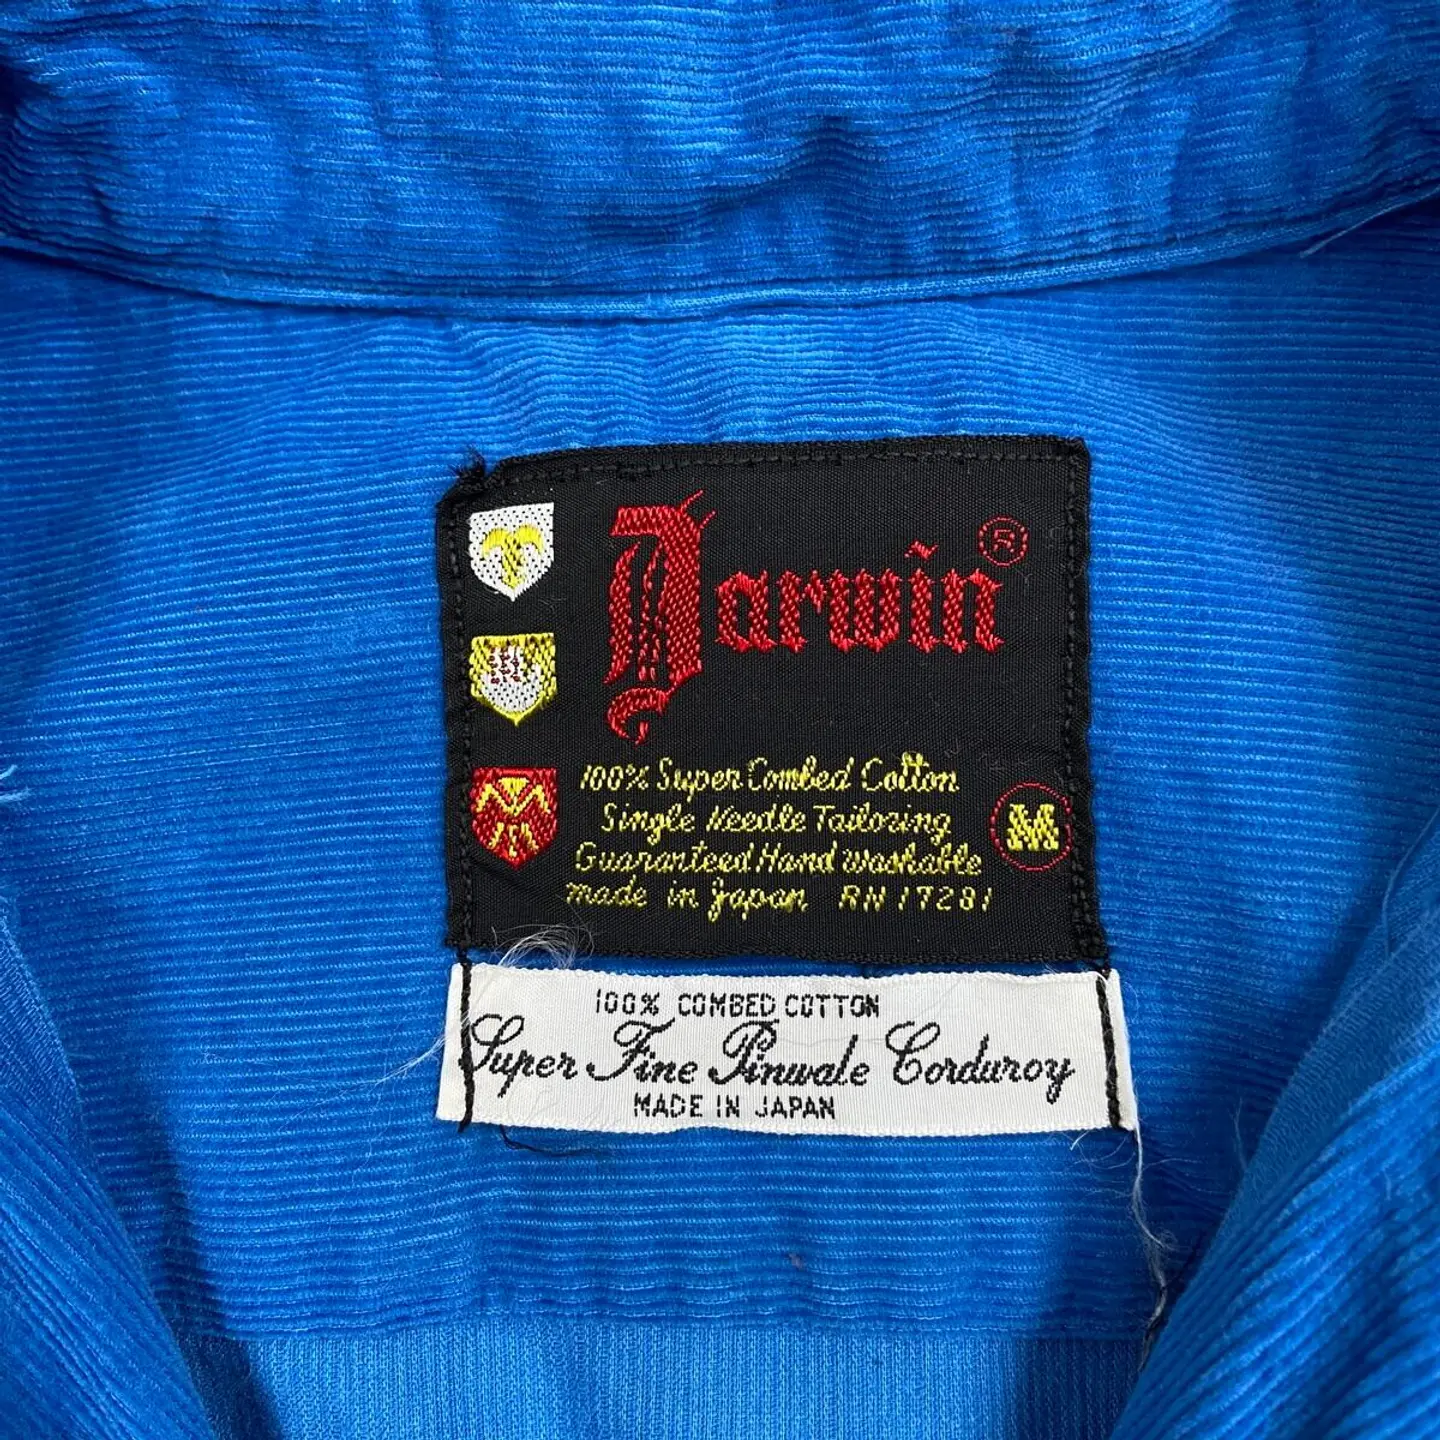 Jarwin ®
100% Super Combed Cotton
Single Needle Tailoring
Guaranteed Hand washable
made in japan RN 17281
M
100% COMBED COTTON
Super Fine Pinwale Corduroy
MADE IN JAPAN